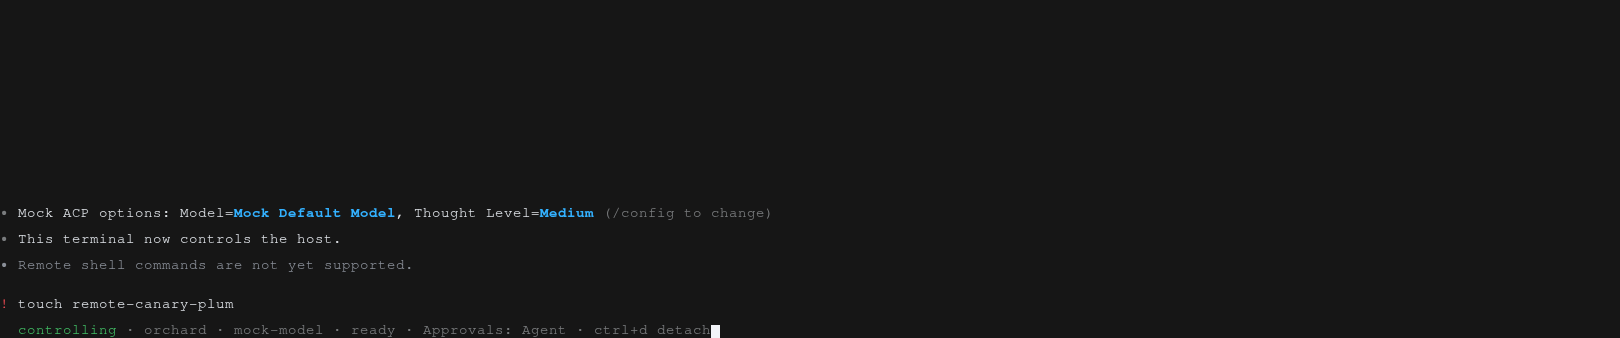 • Mock ACP options: Model=Mock Default Model, Thought Level=Medium (/config to change)
• This terminal now controls the host.
• Remote shell commands are not yet supported.
! touch remote-canary-plum
controlling · orchard · mock-model · ready · Approvals: Agent · ctrl+d detach